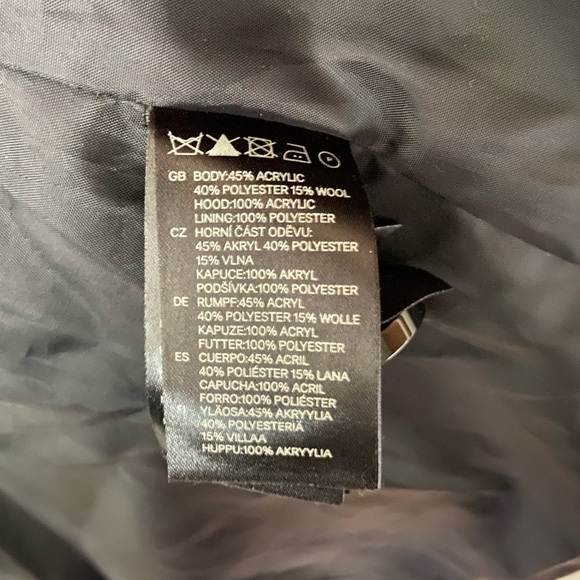 P
GB BODY:45% ACRYLIC
40% POLYESTER 15% WOOL
HOOD:100% ACRYLIC
LINING:100% POLYESTER
CZ HORNÍ ČÁST ODĚVU:
45% AKRYL 40% POLYESTER
15% VLNA
KAPUCE:100% AKRYL
PODŠÍVKA:100% POLYESTER
DE RUMPF:45% ACRYL
40% POLYESTER 15% WOLLE
KAPUZE:100% ACRYL
FUTTER:100% POLYESTER
ES CUERPO:45% ACRIL
40% POLIÉSTER 15% LANA
CAPUCHA:100% ACRIL
FORRO:100% POLIÉSTER
FI YLÄOSA:45% AKRYYLIA
40% POLYESTERIÄ
15% VILLAA
HUPPU:100% AKRYYLIA